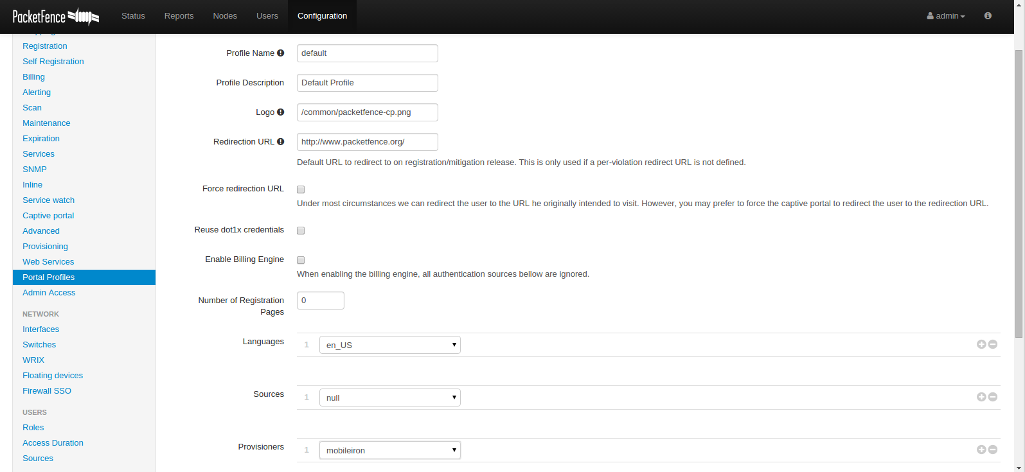 PacketFence Status Reports Nodes Users Configuration admin
Registration
Self Registration
Billing
Alerting
Scan
Maintenance
Expiration
Services
SNMP
Inline
Service watch
Captive portal
Advanced
Provisioning
Web Services
Portal Profiles
Admin Access
NETWORK
Interfaces
Switches
WRIX
Floating devices
Firewall SSO
USERS
Roles
Access Duration
Sources
Profile Name default
Profile Description Default Profile
Logo /common/packetfence-cp.png
Redirection URL http://www.packetfence.org/
Default URL to redirect to on registration/mitigation release. This is only used if a per-violation redirect URL is not defined.
Force redirection URL
Under most circumstances we can redirect the user to the URL he originally intended to visit. However, you may prefer to force the captive portal to redirect the user to the redirection URL.
Reuse dot1x credentials
Enable Billing Engine
When enabling the billing engine, all authentication sources bellow are ignored.
Number of Registration 0
Pages
Languages 1 en_US
Sources 1 null
Provisioners 1 mobileiron